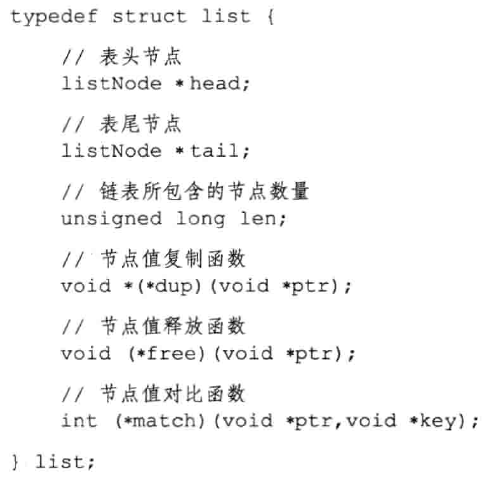 typedef struct list {
// 表头节点
listNode *head;
// 表尾节点
listNode *tail;
// 链表所包含的节点数量
unsigned long len;
// 节点值复制函数
void *(*dup)(void *ptr);
// 节点值释放函数
void (*free)(void *ptr);
// 节点值对比函数
int (*match)(void *ptr,void *key);
} list;